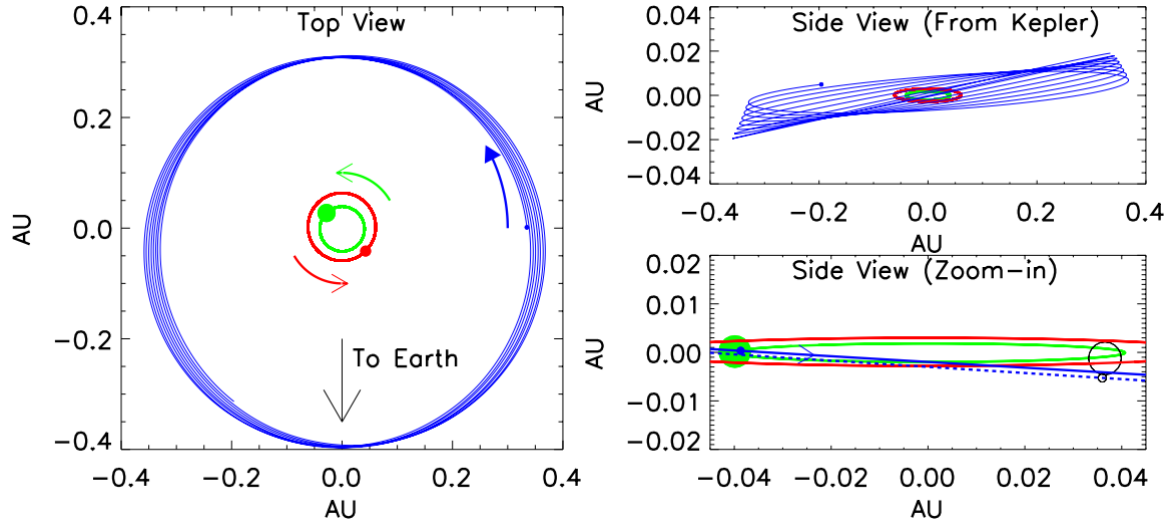 Top View
0.4
0.2
0.0
−0.2
−0.4
AU
To Earth
−0.4 −0.2 0.0 0.2 0.4
AU
Side View (From Kepler)
0.04
0.02
0.00
−0.02
−0.04
AU
−0.4 −0.2 0.0 0.2 0.4
AU
Side View (Zoom−in)
0.02
0.01
0.00
−0.01
−0.02
AU
−0.04 −0.02 0.00 0.02 0.04
AU